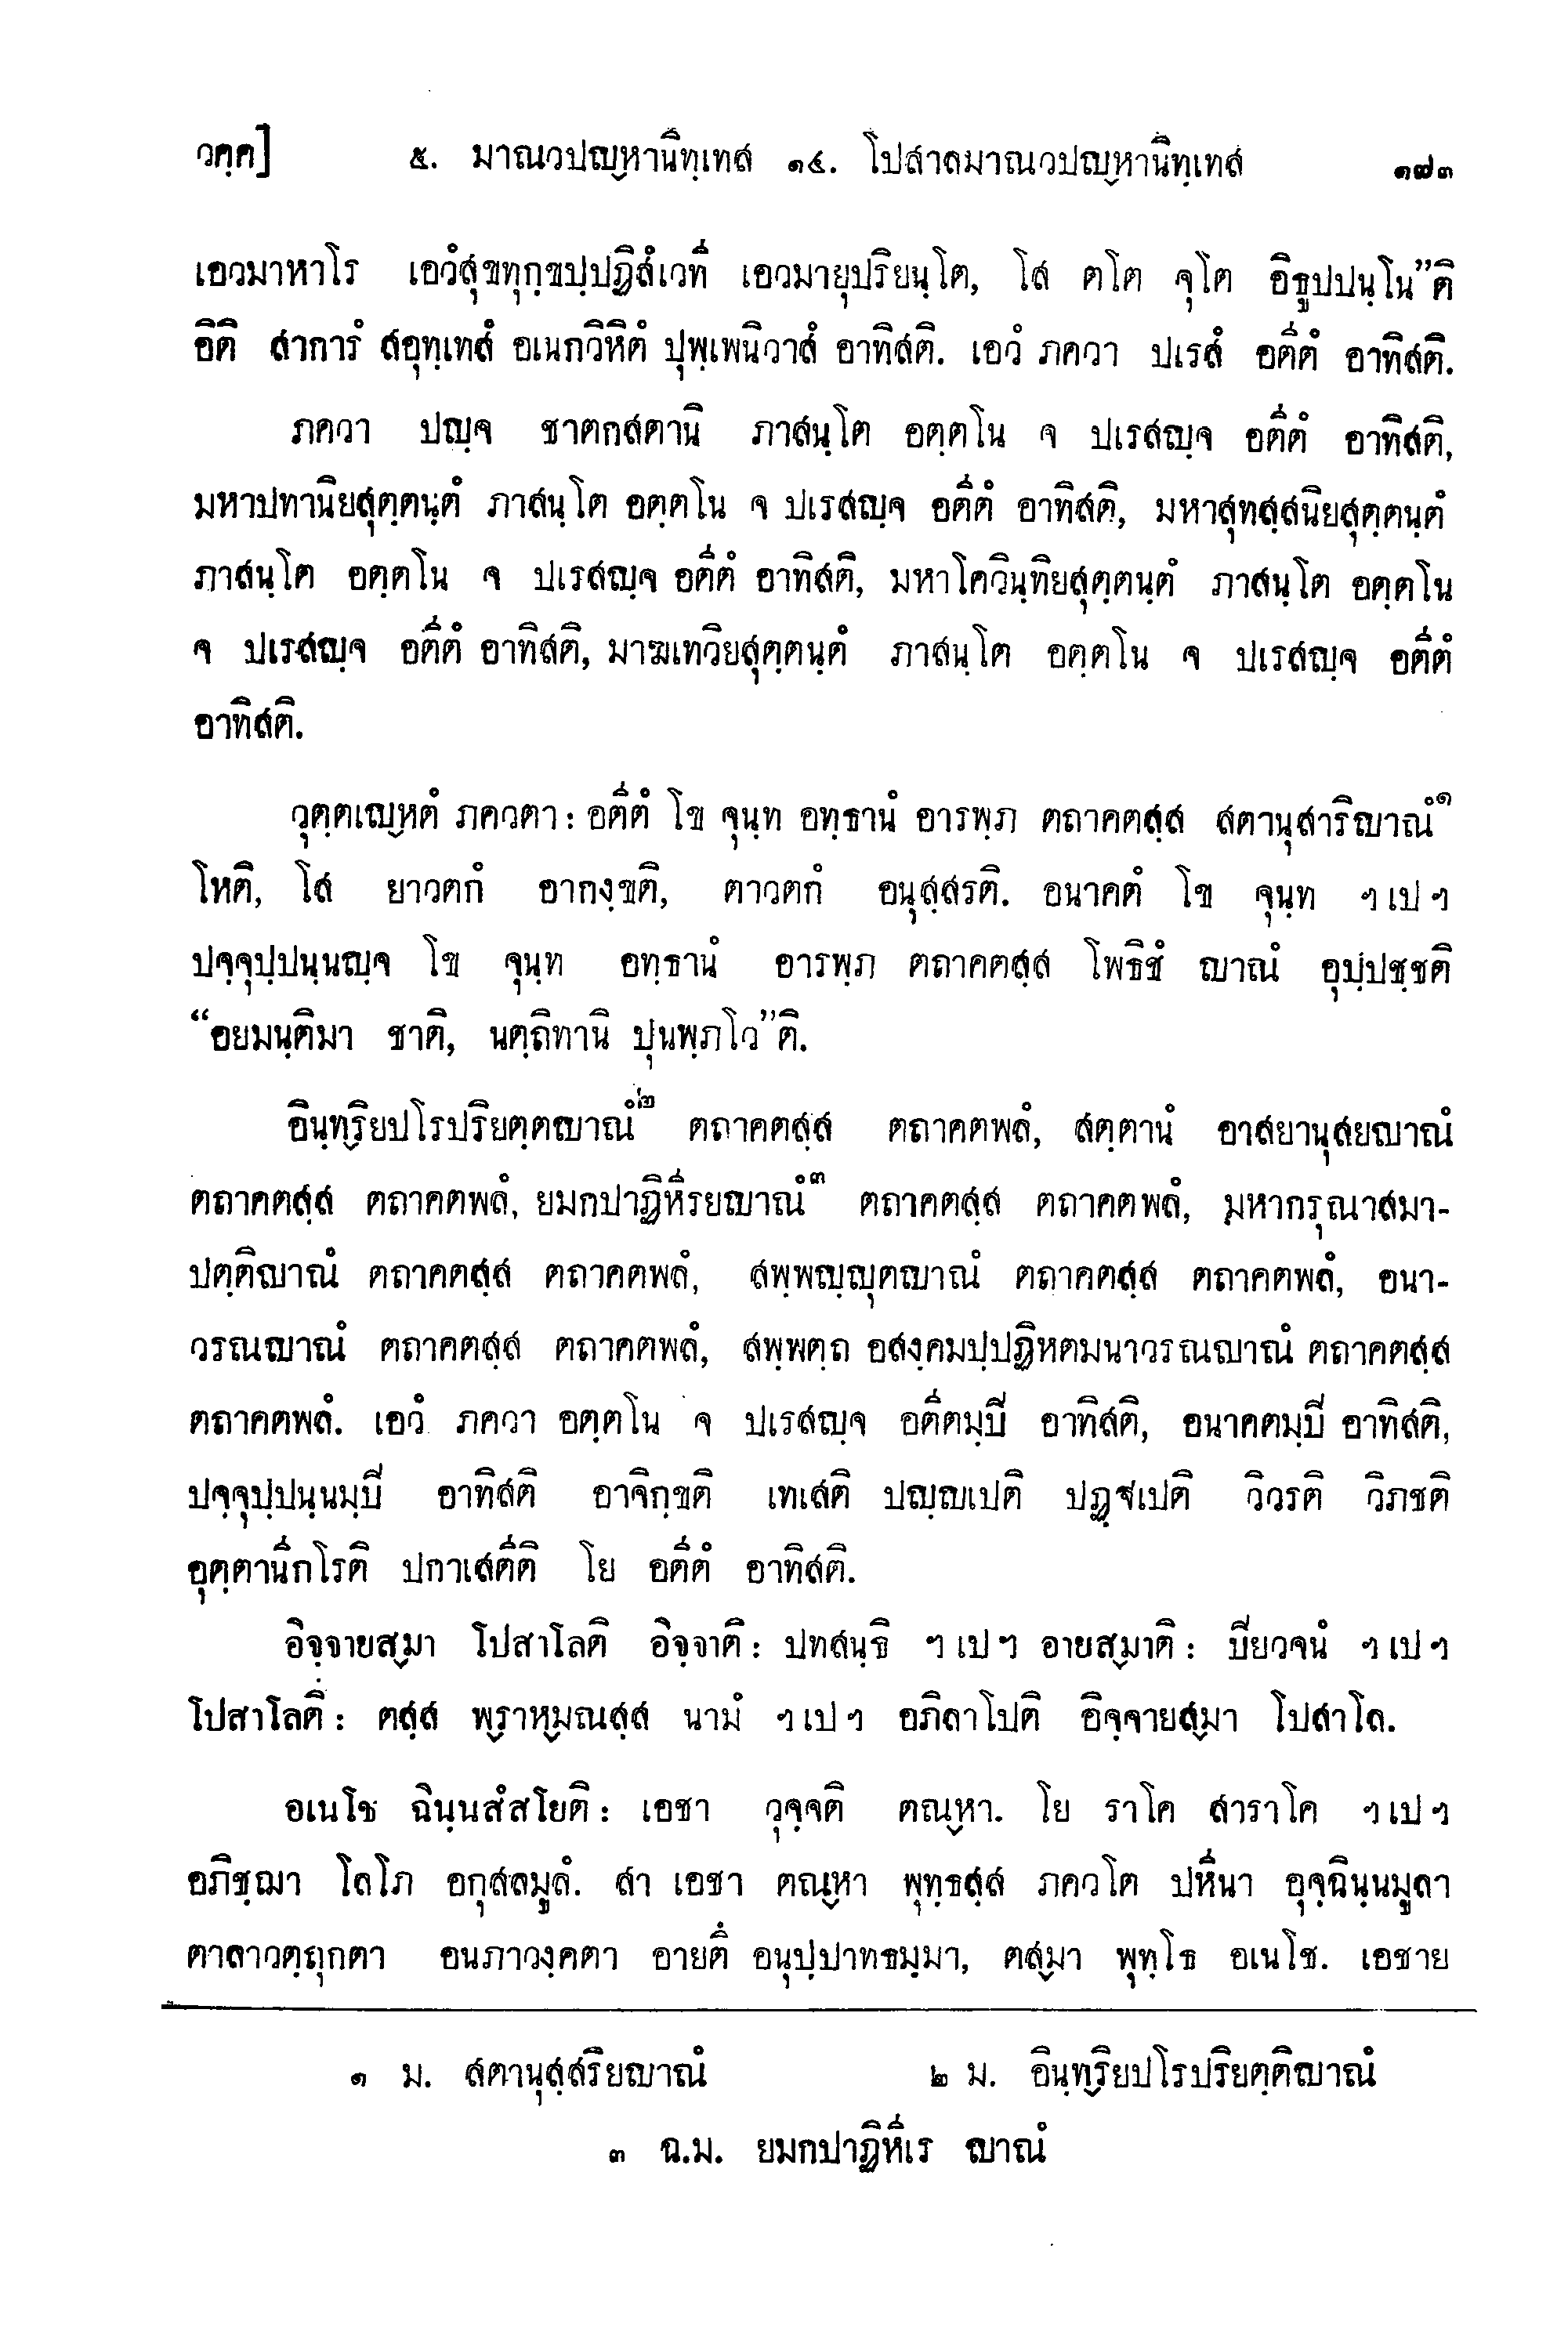 วคฺค]	๕. มาณวปญฺหานิทฺเทส ๑๔. โปสาลมาณวปญฺหานิทฺเทส	๑๗๓
เอวมาหาโร เอวํสุขทุกฺขปฺปฏิสํเวที เอวมายุปริยนฺโต, โส ตโต จุโต อิธูปปนฺโน”ติ
อิติ สาการํ สอุทฺเทสํ อเนกวิหิตํ ปุพฺเพนิวาสํ อาทิสติ. เอวํ ภควา ปเรสํ อตีตํ อาทิสติ.
ภควา ปญฺจ ชาตกสตานิ ภาสนฺโต อตฺตโน จ ปเรสญฺจ อตีตํ อาทิสติ,
มหาปทานิยสุตฺตนฺตํ ภาสนฺโต อตฺตโน จ ปเรสญฺจ อตีตํ อาทิสติ, มหาสุทสฺสนิยสุตฺตนฺตํ
ภาสนฺโต อตฺตโน จ ปเรสญฺจ อตีตํ อาทิสติ, มหาโควินฺทิยสุตฺตนฺตํ ภาสนฺโต อตฺตโน
จ ปเรสญฺจ อตีตํ อาทิสติ, มาฆเทวิยสุตฺตนฺตํ ภาสนฺโต อตฺตโน จ ปเรสญฺจ อตีตํ
อาทิสติ.
วุตฺตเญฺหตํ ภควตา : อตีตํ โข จุนฺท อทฺธานํ อารพฺภ ตถาคตสฺส สตานุสาริญาณํ๑
โหติ, โส ยาวตกํ อากงฺขติ, ตาวตกํ อนุสฺสรติ. อนาคตํ โข จุนฺท ฯ เป ฯ
ปจฺจุปฺปนฺนญฺจ โข จุนฺท อทฺธานํ อารพฺภ ตถาคตสฺส โพธิชํ ญาณํ อุปฺปชฺชติ
“อยมนฺติมา ชาติ, นตฺถิทานิ ปุนพฺภโว”ติ.
อินฺทฺริยปโรปริยตฺตญาณํ๒ ตถาคตสฺส ตถาคตพลํ, สตฺตานํ อาสยานุสยญาณํ
ตถาคตสฺส ตถาคตพลํ, ยมกปาฏิหีรยญาณํ๓ ตถาคตสฺส ตถาคตพลํ, มหากรุณาสมา-
ปตฺติญาณํ ตถาคตสฺส ตถาคตพลํ, สพฺพญฺญุตญาณํ ตถาคตสฺส ตถาคตพลํ, อนา-
วรณญาณํ ตถาคตสฺส ตถาคตพลํ, สพฺพตฺถ อสงฺคมปฺปฏิหตมนาวรณญาณํ ตถาคตสฺส
ตถาคตพลํ. เอวํ ภควา อตฺตโน จ ปเรสญฺจ อตีตมฺปิ อาทิสติ, อนาคตมฺปิ อาทิสติ,
ปจฺจุปฺปนฺนมฺปิ อาทิสติ อาจิกฺขติ เทเสติ ปญฺญเปติ ปฏฺฐเปติ วิวรติ วิภชติ
อุตฺตานีกโรติ ปกาเสตีติ โย อตีตํ อาทิสติ.
อิจฺจายสฺมา โปสาโลติ อิจฺจาติ : ปทสนฺธิ ฯ เป ฯ อายสฺมาติ : ปิยวจนํ ฯ เป ฯ
โปสาโลติ : ตสฺส พฺราหฺมณสฺส นามํ ฯ เป ฯ อภิลาโปติ อิจฺจายสฺมา โปสาโล.
อเนโช ฉินฺนสํสโยติ : เอชา วุจฺจติ ตณฺหา. โย ราโค สาราโค ฯ เป ฯ
อภิชฺฌา โลโภ อกุสลมูลํ. สา เอชา ตณฺหา พุทฺธสฺส ภควโต ปหีนา อุจฺฉินฺนมูลา
ตาลาวตฺถุกตา อนภาวงฺคตา อายตึ อนุปฺปาทธมฺมา, ตสฺมา พุทฺโธ อเนโช. เอชาย
๑ ม. สตานุสฺสริยญาณํ	๒ ม. อินฺทฺริยปโรปริยตฺติญาณํ
๓ ฉ.ม. ยมกปาฏิหีเร ญาณํ